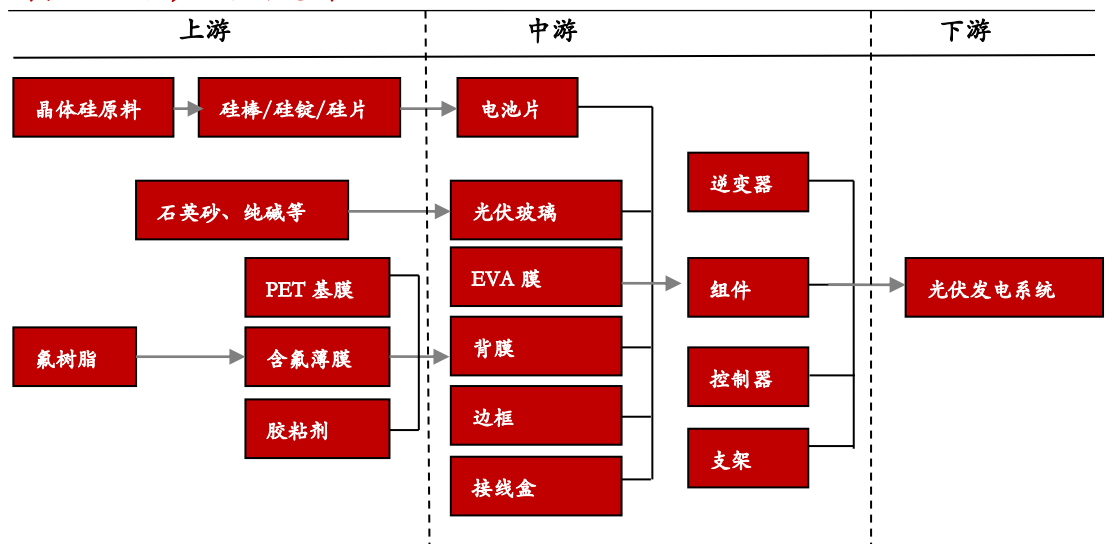 上游
中游
下游
晶体硅原料
硅棒/硅锭/硅片
电池片
逆变器
石英砂、纯碱等
光伏玻璃
PET 基膜
EVA 膜
组件
光伏发电系统
氟树脂
含氟薄膜
背膜
控制器
胶粘剂
边框
支架
接线盒